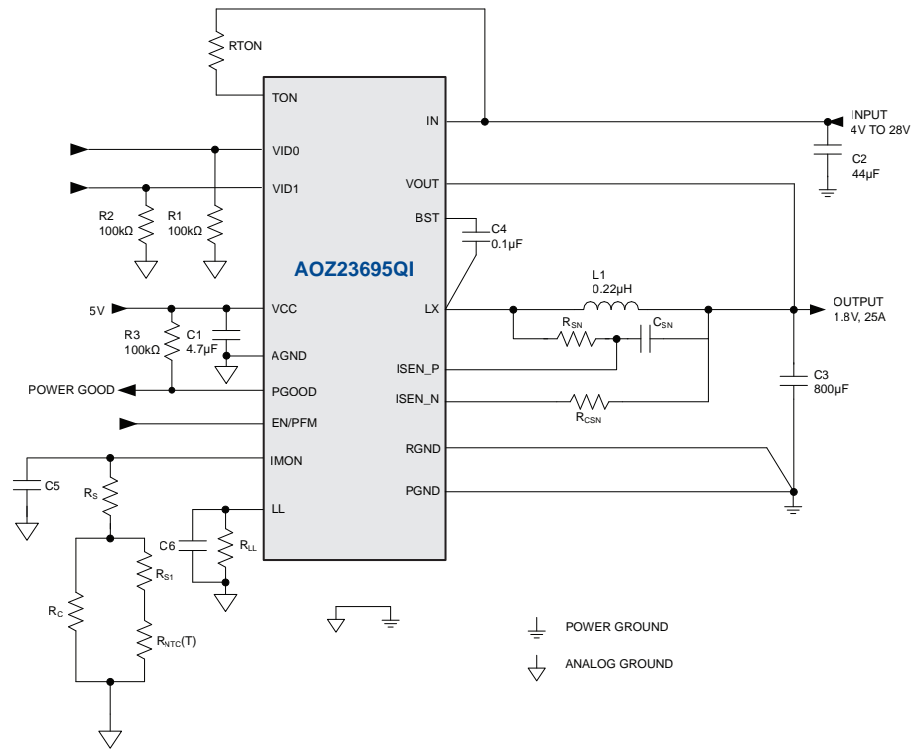 RTON
TON
IN
INPUT
4V TO 28V
C2
44µF
VID0
VID1
VOUT
R2
100kΩ
R1
100kΩ
BST
C4
0.1µF
AOZ23695QI
L1
0.22µH
5V
VCC
LX
OUTPUT
1.8V, 25A
R3
100kΩ
C1
4.7µF
RSN
CSN
AGND
ISEN_P
C3
800µF
POWER GOOD
PGOOD
ISEN_N
RCSN
EN/PFM
RGND
IMON
C5
RS
PGND
LL
C6
RLL
RS1
RC
RNTC(T)
POWER GROUND
ANALOG GROUND